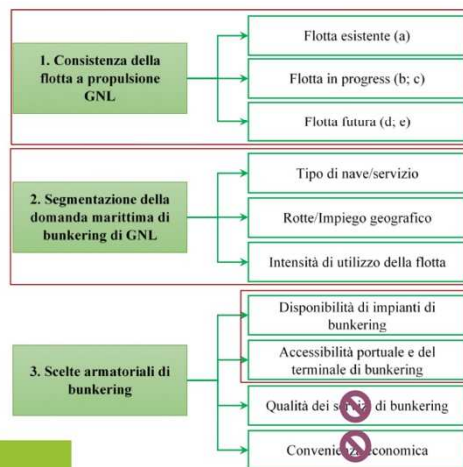 1. Consistenza della
flotta a propulsione
GNL
Flotta esistente (a)
Flotta in progress (b; c)
Flotta futura (d; e)
2. Segmentazione della
domanda marittima di
bunkering di GNL
Tipo di nave/servizio
Rotte/Impiego geografico
Intensità di utilizzo della flotta
3. Scelte armatoriali di
bunkering
Disponibilità di impianti di
bunkering
Accessibilità portuale e del
terminale di bunkering
Qualità dei servizi di bunkering
Convenienza economica